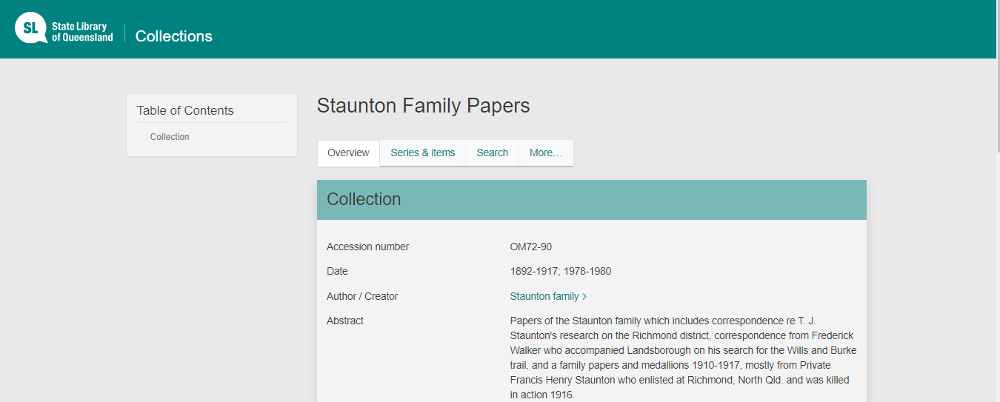 SL
State Library
of Queensland
Collections
Table of Contents
Collection
Staunton Family Papers
Overview
Series & items
Search
More...
Collection
Accession number
OM72-90
Date
1892-1917; 1978-1980
Author / Creator
Staunton family >
Abstract
Papers of the Staunton family which includes correspondence re T. J.
Staunton's research on the Richmond district, correspondence from Frederick
Walker who accompanied Landsborough on his search for the Wills and Burke
trail, and a family papers and medallions 1910-1917, mostly from Private
Francis Henry Staunton who enlisted at Richmond, North Qld. and was killed
in action 1916.